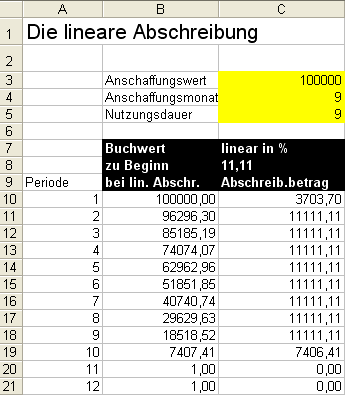 A B C
1 Die lineare Abschreibung
2
3 Anschaffungswert 100000
4 Anschaffungsmonat 9
5 Nutzungsdauer 9
6
7 Buchwert linear in %
8 zu Beginn 11,11
9 Periode bei lin. Abschr. Abschreib.betrag
10 1 100000,00 3703,70
11 2 96296,30 11111,11
12 3 85185,19 11111,11
13 4 74074,07 11111,11
14 5 62962,96 11111,11
15 6 51851,85 11111,11
16 7 40740,74 11111,11
17 8 29629,63 11111,11
18 9 18518,52 11111,11
19 10 7407,41 7406,41
20 11 1,00 0,00
21 12 1,00 0,00